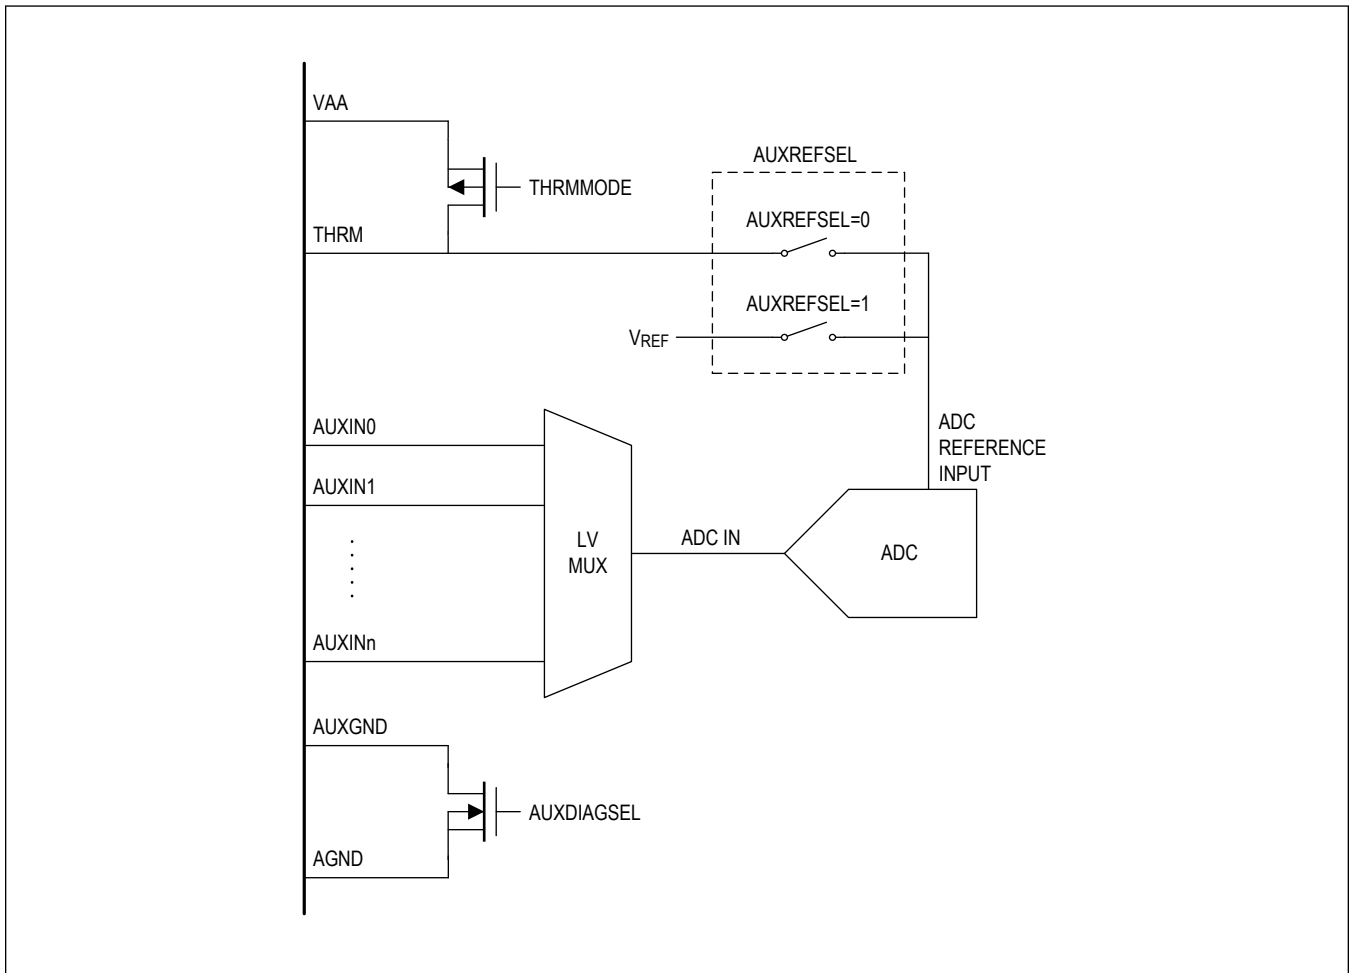 VAA
AUXREFSEL
THRMMODE
AUXREFSEL=0
THRM
AUXREFSEL=1
VREF
AUXIN0
ADC
REFERENCE
INPUT
AUXIN1
LV
MUX
ADC IN
ADC
AUXINn
AUXGND
AUXDIAGSEL
AGND